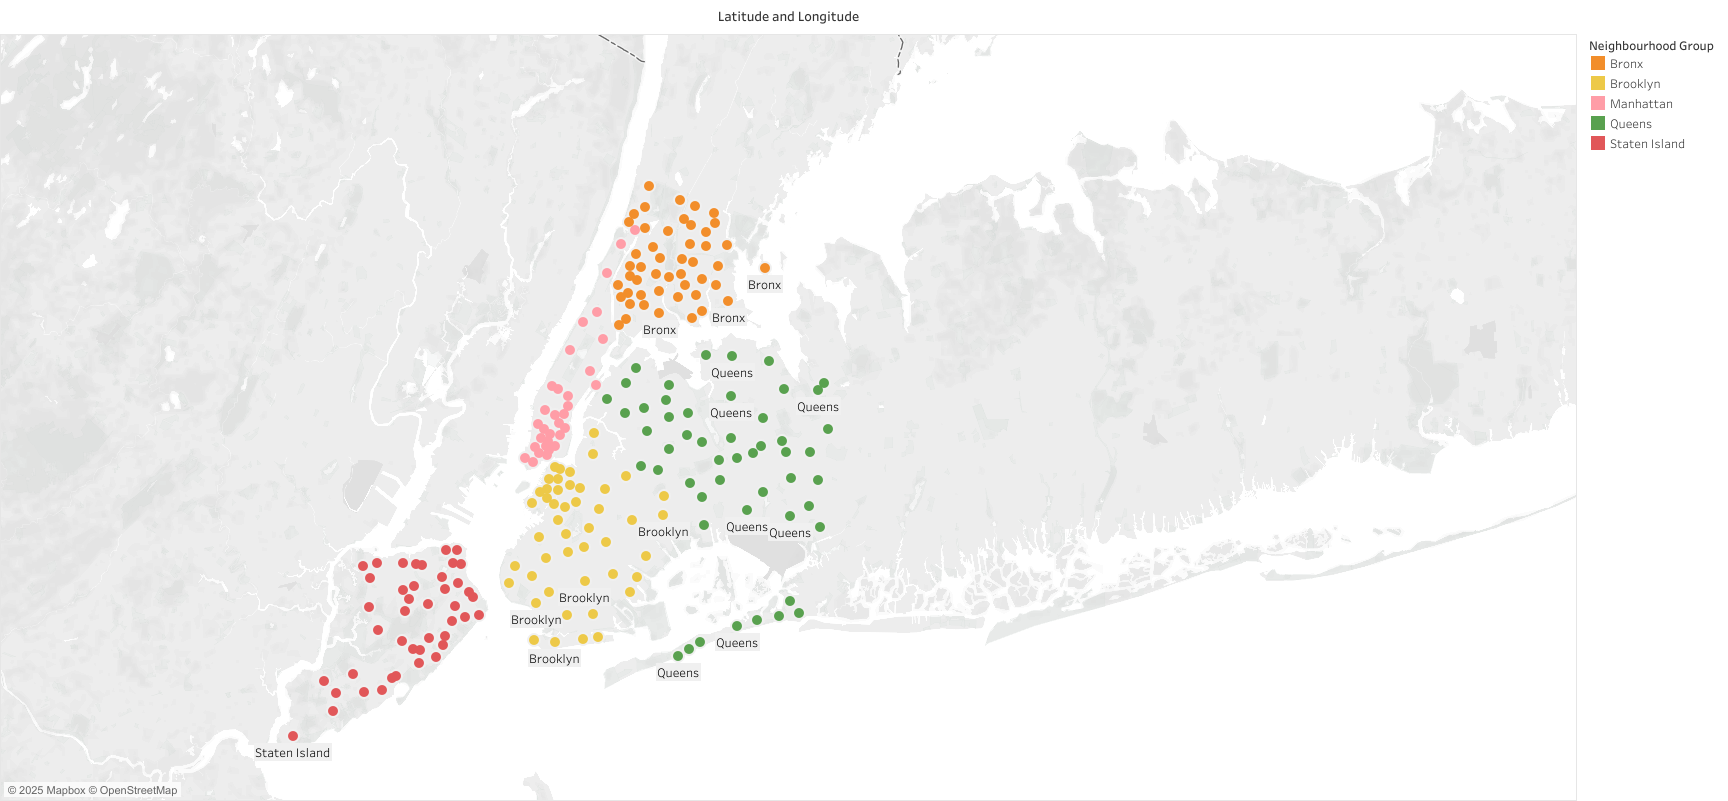 Latitude and Longitude
Neighbourhood Group
Bronx
Brooklyn
Manhattan
Queens
Staten Island
Bronx
Bronx
Bronx
Queens
Queens
Queens
Queens
Brooklyn
Queens
Brooklyn
Brooklyn
Queens
Brooklyn
Queens
Staten Island
© 2025 Mapbox © OpenStreetMap